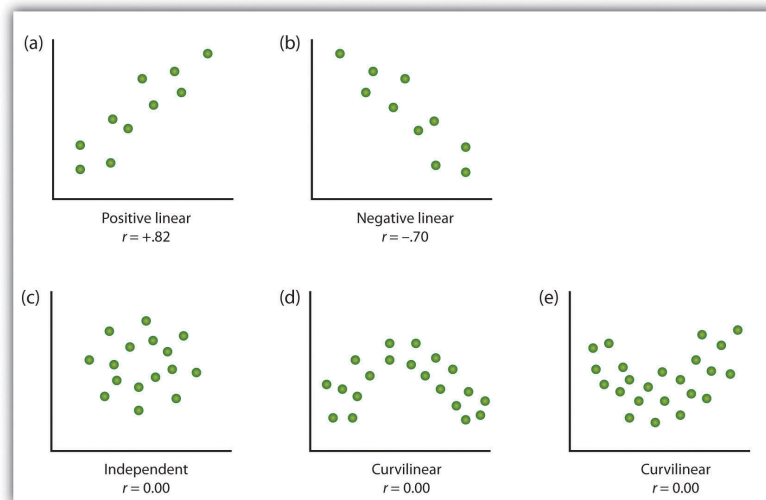 (a)
(b)
Positive linear
r = +.82
Negative linear
r = –.70
(c)
(d)
(e)
Independent
r = 0.00
Curvilinear
r = 0.00
Curvilinear
r = 0.00